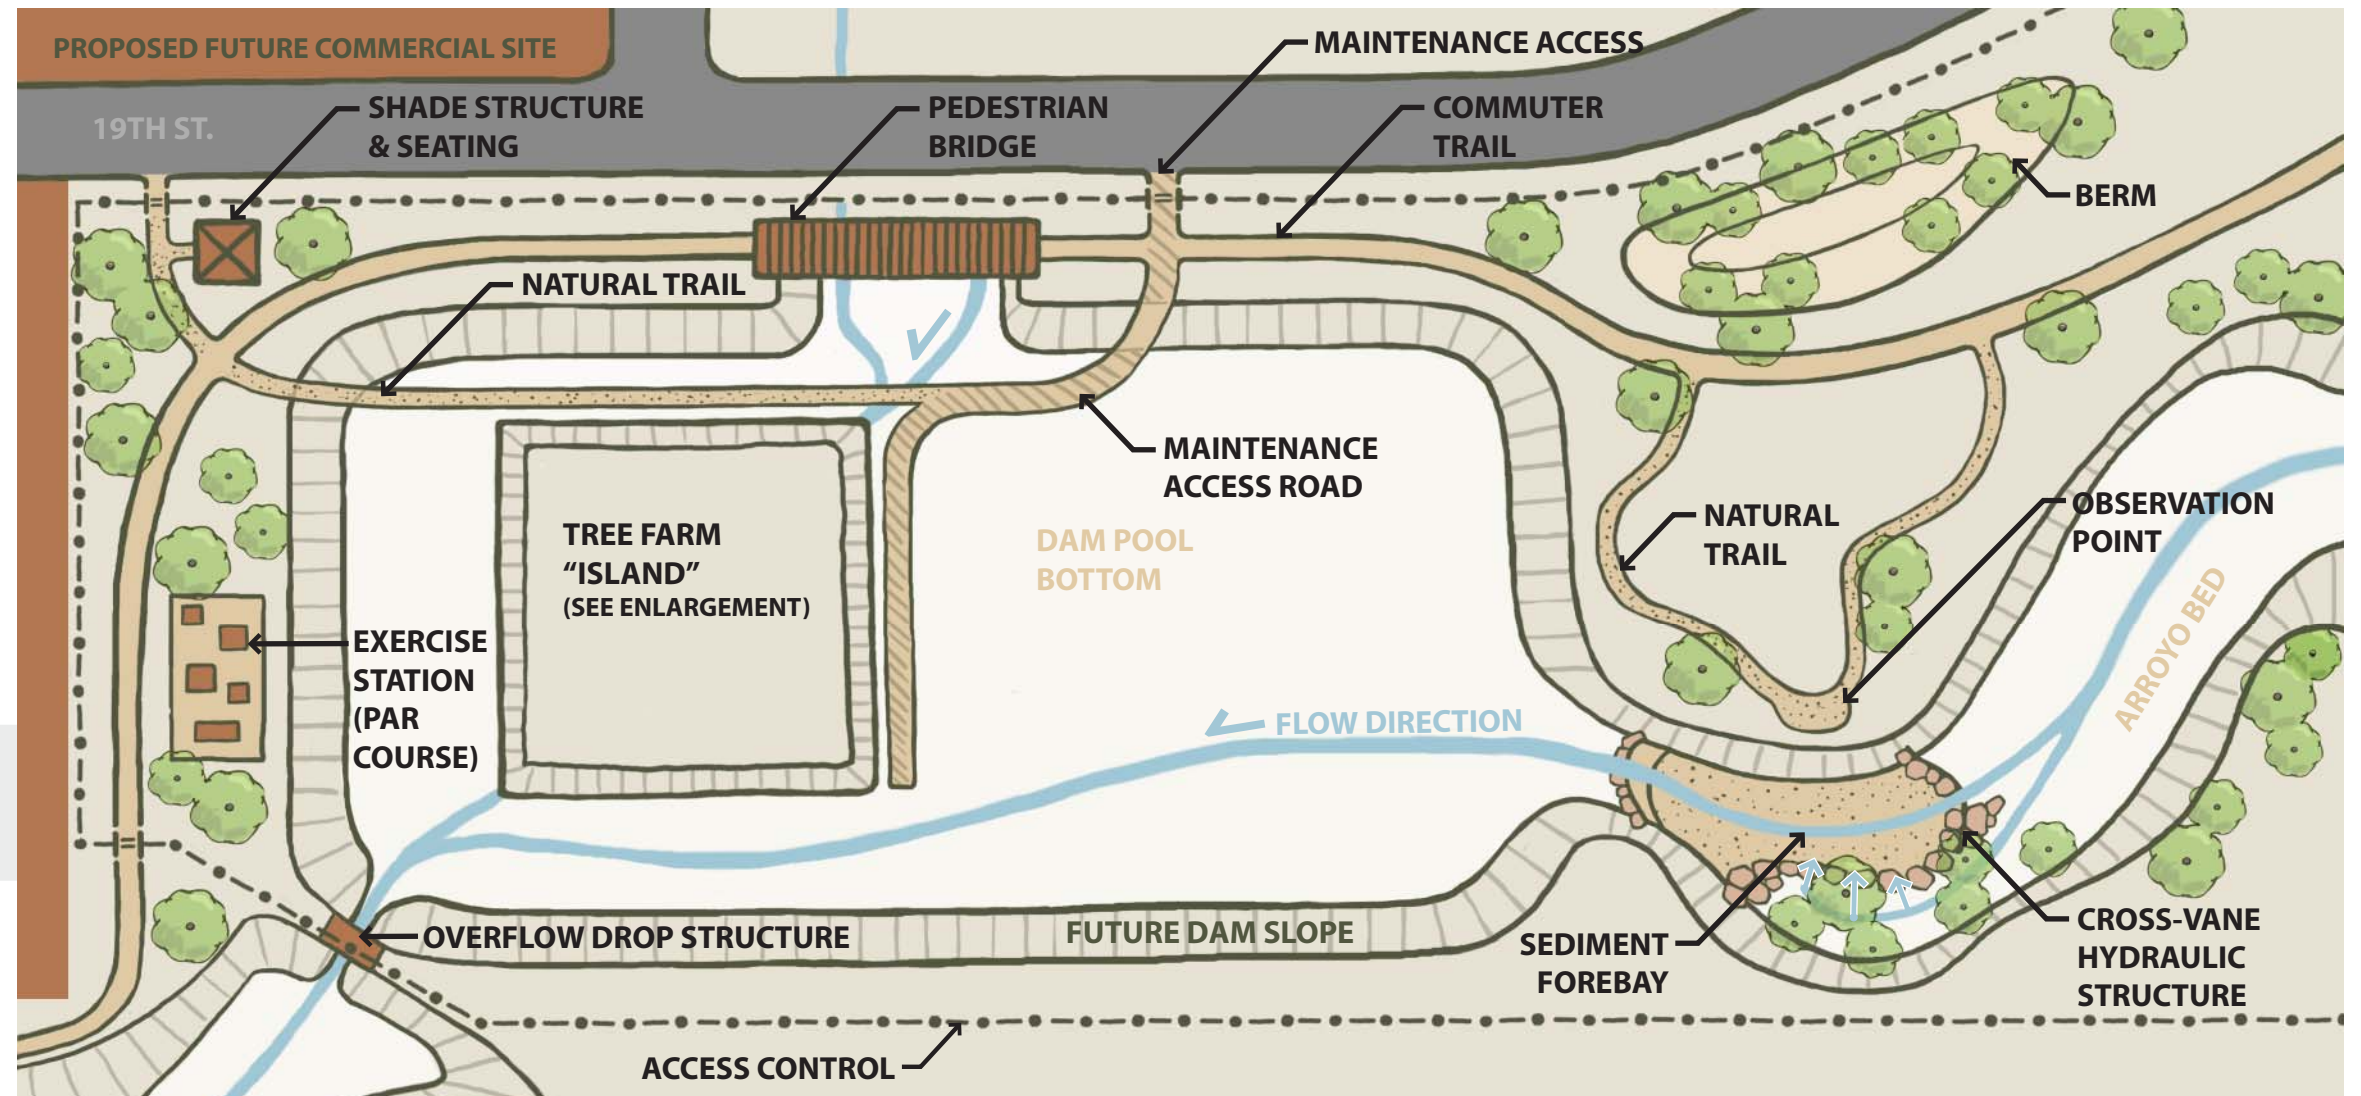 PROPOSED FUTURE COMMERCIAL SITE
MAINTENANCE ACCESS
19TH ST.
SHADE STRUCTURE
& SEATING
PEDESTRIAN
BRIDGE
COMMUTER
TRAIL
BERM
NATURAL TRAIL
MAINTENANCE
ACCESS ROAD
NATURAL
TRAIL
OBSERVATION
POINT
TREE FARM
“ISLAND”
(SEE ENLARGEMENT)
DAM POOL
BOTTOM
ARROYO BED
EXERCISE
STATION
(PAR
COURSE)
FLOW DIRECTION
OVERFLOW DROP STRUCTURE
FUTURE DAM SLOPE
SEDIMENT
FOREBAY
CROSS-VANE
HYDRAULIC
STRUCTURE
ACCESS CONTROL